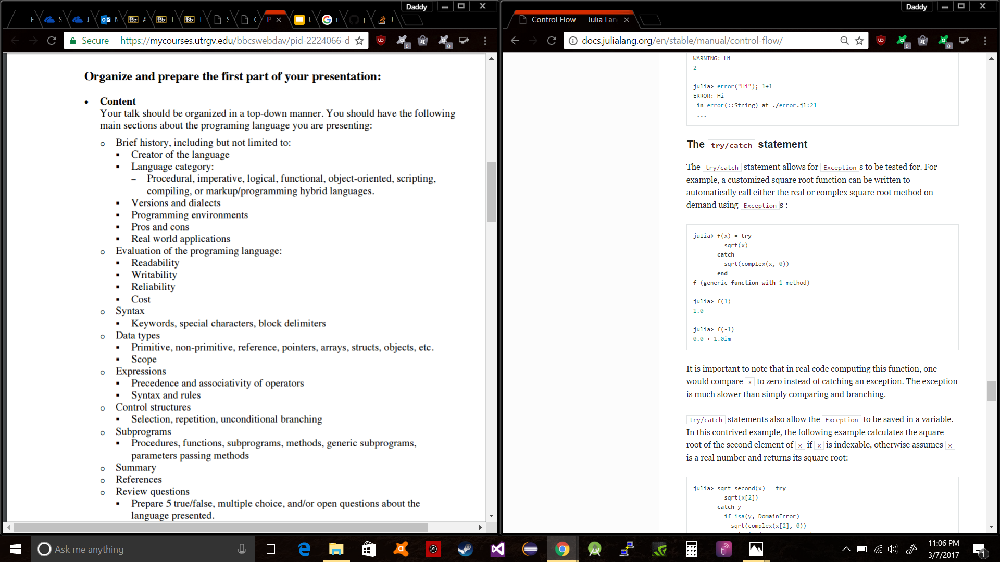 Daddy
Secure
https://mycourses.utrgv.edu/bbcswebdav/pid-2224066-d
Organize and prepare the first part of your presentation:
• Content
Your talk should be organized in a top-down manner. You should have the following
main sections about the programing language you are presenting:
o Brief history, including but not limited to:
▪ Creator of the language
▪ Language category:
– Procedural, imperative, logical, functional, object-oriented, scripting,
compiling, or markup/programming hybrid languages.
▪ Versions and dialects
▪ Programming environments
▪ Pros and cons
▪ Real world applications
o Evaluation of the programing language:
▪ Readability
▪ Writability
▪ Reliability
▪ Cost
o Syntax
▪ Keywords, special characters, block delimiters
o Data types
▪ Primitive, non-primitive, reference, pointers, arrays, structs, objects, etc.
▪ Scope
o Expressions
▪ Precedence and associativity of operators
▪ Syntax and rules
o Control structures
▪ Selection, repetition, unconditional branching
o Subprograms
▪ Procedures, functions, subprograms, methods, generic subprograms,
parameters passing methods
o Summary
o References
o Review questions
▪ Prepare 5 true/false, multiple choice, and/or open questions about the
language presented.
Daddy
Control Flow — Julia Lan
docs.julialang.org/en/stable/manual/control-flow/
WARNING: Hi
2
julia> error("Hi"); 1+1
ERROR: Hi
in error(::String) at ./error.jl:21
...
The try/catch statement
The try/catch statement allows for Exception s to be tested for. For
example, a customized square root function can be written to
automatically call either the real or complex square root method on
demand using Exception s :
julia> f(x) = try
sqrt(x)
catch
sqrt(complex(x, 0))
end
f (generic function with 1 method)
julia> f(1)
1.0
julia> f(-1)
0.0 + 1.0im
It is important to note that in real code computing this function, one
would compare x to zero instead of catching an exception. The exception
is much slower than simply comparing and branching.
try/catch statements also allow the Exception to be saved in a variable.
In this contrived example, the following example calculates the square
root of the second element of x if x is indexable, otherwise assumes x
is a real number and returns its square root:
julia> sqrt_second(x) = try
sqrt(x[2])
catch y
if isa(y, DomainError)
sqrt(complex(x[2], 0))
Ask me anything
11:06 PM
3/7/2017
1